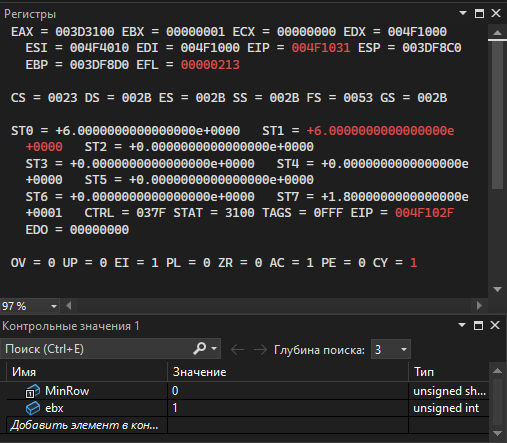 Регистры
EAX = 003D3100 EBX = 00000001 ECX = 00000000 EDX = 004F1000
ESI = 004F4010 EDI = 004F1000 EIP = 004F1031 ESP = 003DF8C0
EBP = 003DF8D0 EFL = 00000213
CS = 0023 DS = 002B ES = 002B SS = 002B FS = 0053 GS = 002B
ST0 = +6.0000000000000000e+0000 ST1 = +6.0000000000000000e
+0000 ST2 = +0.0000000000000000e+0000
ST3 = +0.0000000000000000e+0000 ST4 = +0.0000000000000000e
+0000 ST5 = +0.0000000000000000e+0000
ST6 = +0.0000000000000000e+0000 ST7 = +1.8000000000000000e
+0001 CTRL = 037F STAT = 3100 TAGS = 0FFF EIP = 004F102F
EDO = 00000000
OV = 0 UP = 0 EI = 1 PL = 0 ZR = 0 AC = 1 PE = 0 CY = 1
97 %
Контрольные значения 1
Поиск (Ctrl+E) Глубина поиска: 3
Имя Значение Тип
MinRow 0 unsigned sh...
ebx 1 unsigned int
Добавить элемент в кон...